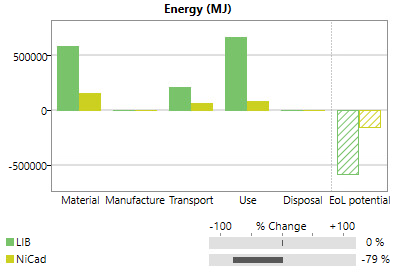 Energy (MJ)
500000
0
-500000
Material Manufacture Transport Use Disposal EoL potential
-100 % Change +100
LIB 0 %
NiCad -79 %